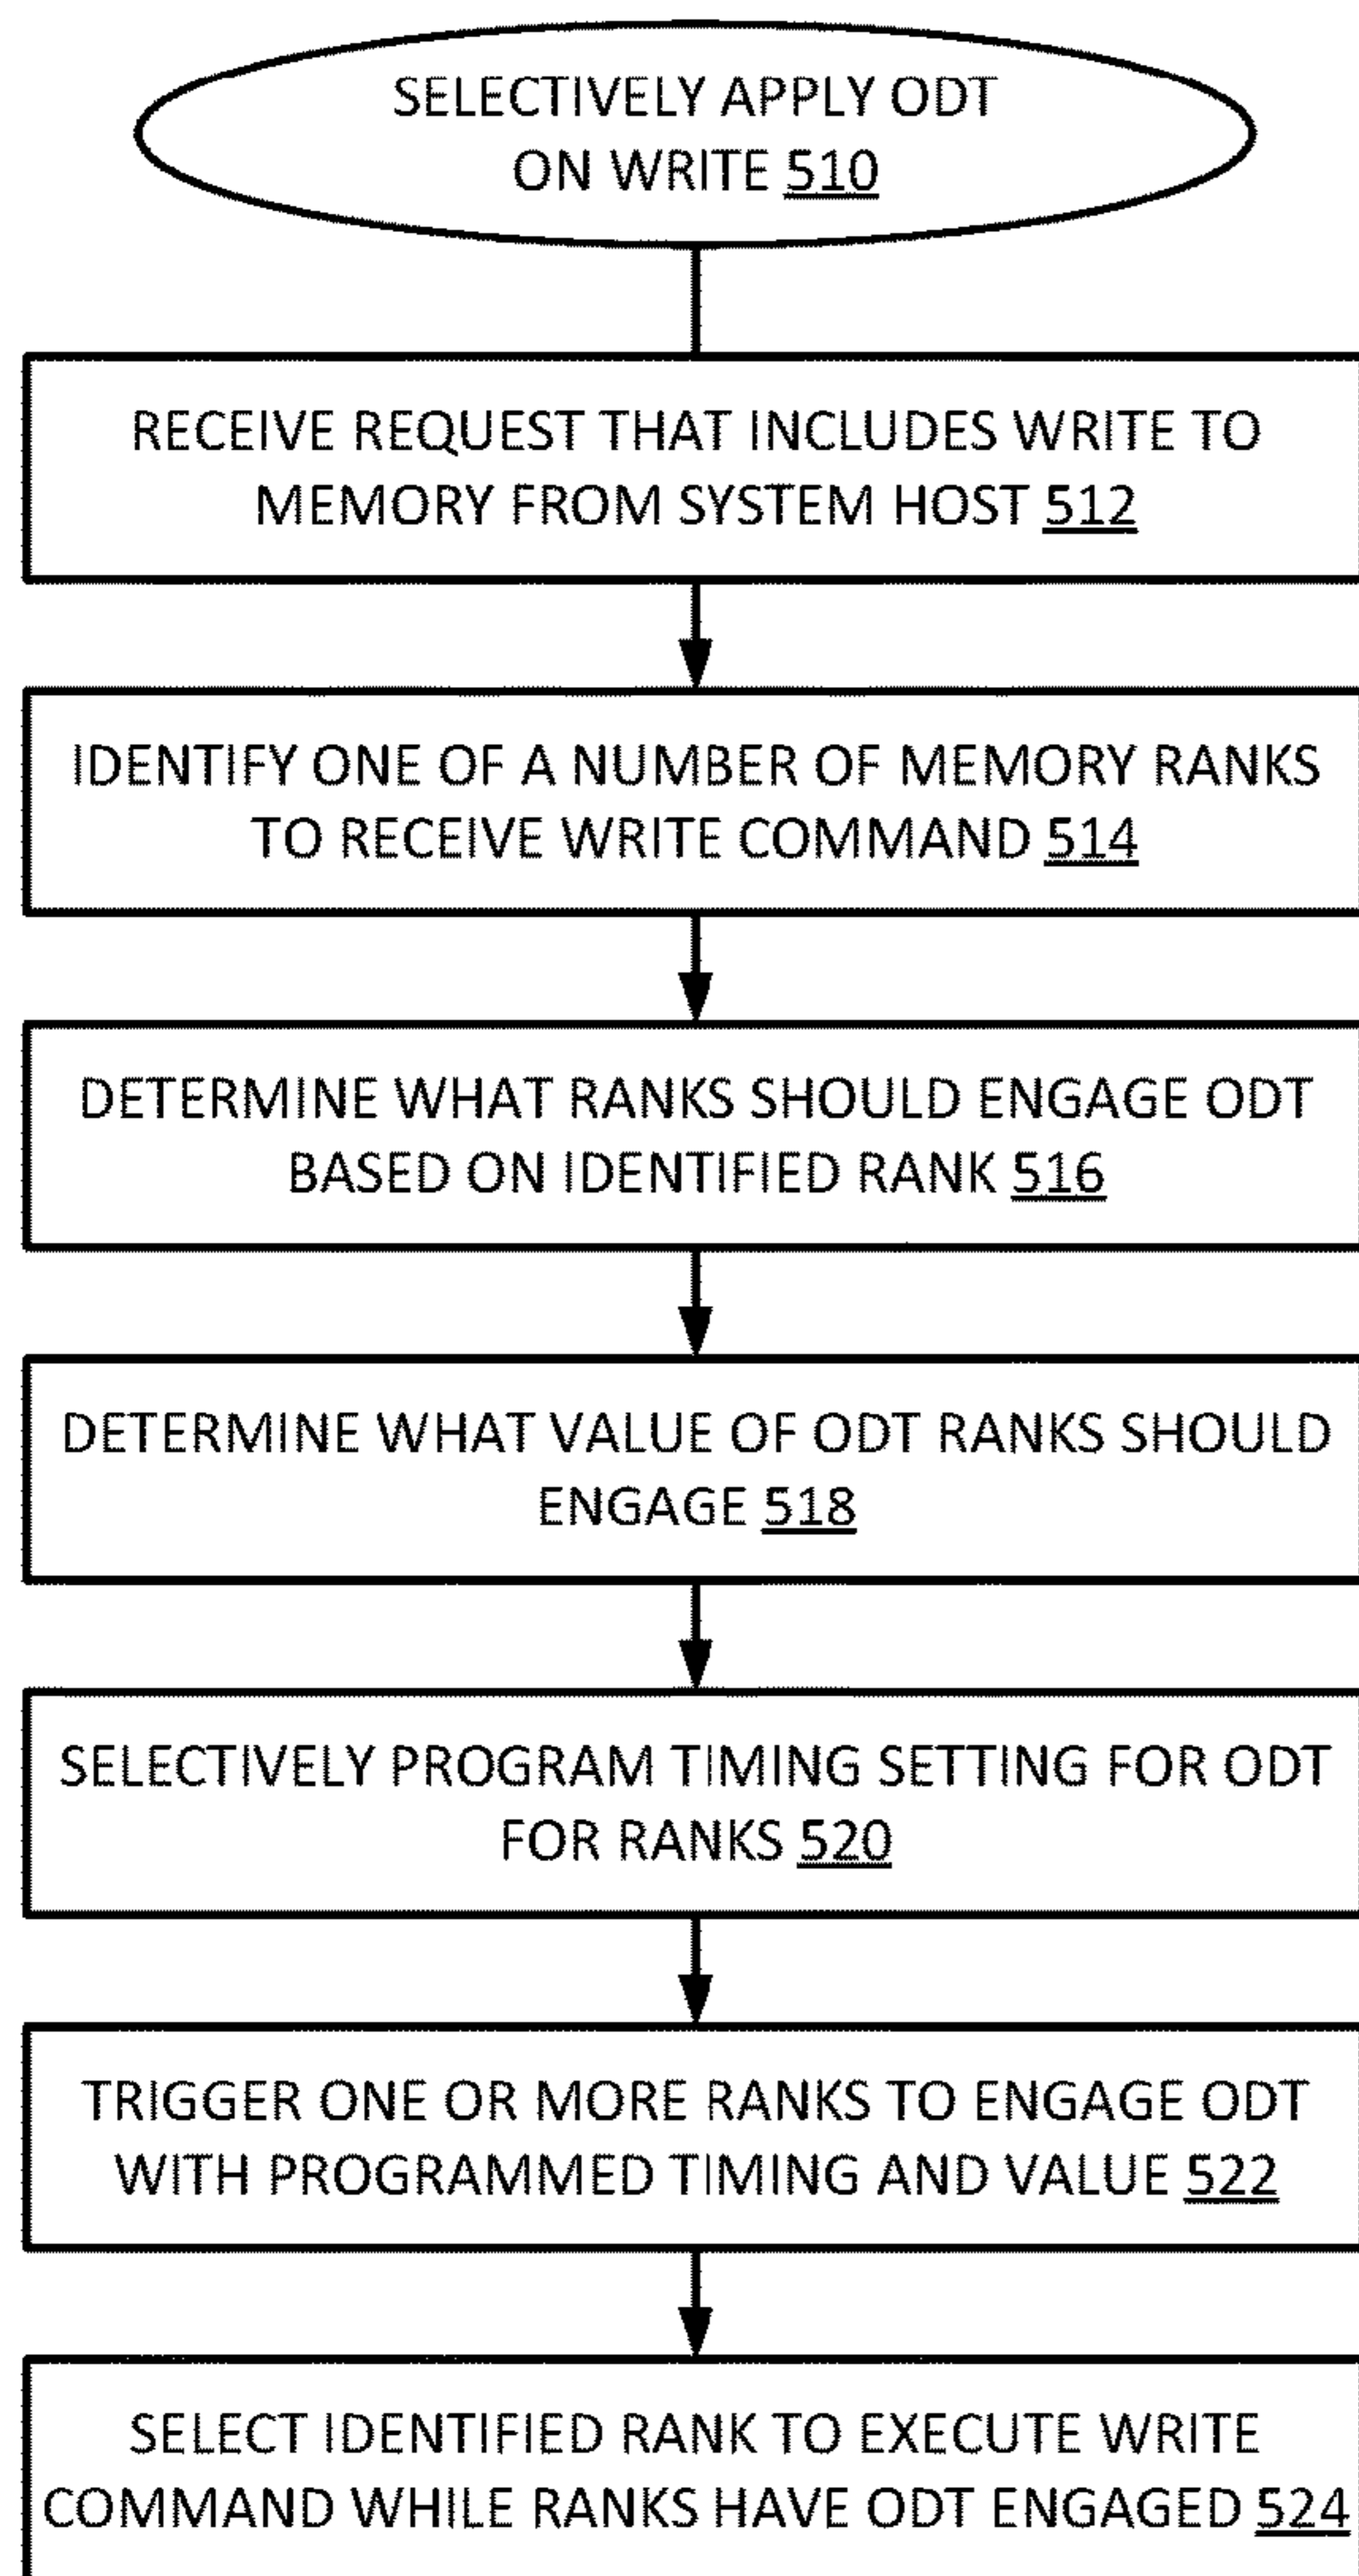 SELECTIVELY APPLY ODT
ON WRITE 510
RECEIVE REQUEST THAT INCLUDES WRITE TO
MEMORY FROM SYSTEM HOST 512
IDENTIFY ONE OF A NUMBER OF MEMORY RANKS
TO RECEIVE WRITE COMMAND 514
DETERMINE WHAT RANKS SHOULD ENGAGE ODT
BASED ON IDENTIFIED RANK 516
DETERMINE WHAT VALUE OF ODT RANKS SHOULD
ENGAGE 518
SELECTIVELY PROGRAM TIMING SETTING FOR ODT
FOR RANKS 520
TRIGGER ONE OR MORE RANKS TO ENGAGE ODT
WITH PROGRAMMED TIMING AND VALUE 522
SELECT IDENTIFIED RANK TO EXECUTE WRITE
COMMAND WHILE RANKS HAVE ODT ENGAGED 524